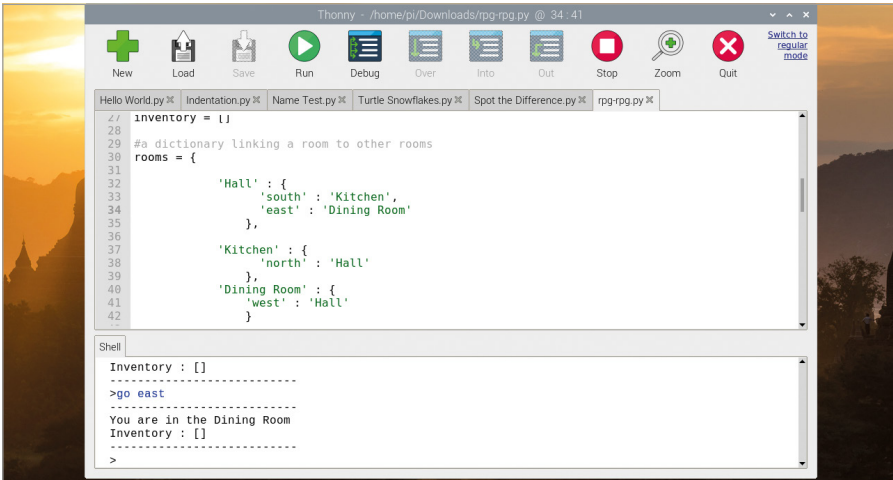 Thonny - /home/pi/Downloads/rpg-rpg.py @ 34:41
Switch to
regular
mode
New Load Save Run Debug Over Into Out Stop Zoom Quit
Hello World.py Indentation.py Name Test.py Turtle Snowflakes.py Spot the Difference.py rpg-rpg.py
27 inventory = []
28
29 #a dictionary linking a room to other rooms
30 rooms = {
31
32 'Hall' : {
33 'south' : 'Kitchen',
34 'east' : 'Dining Room'
35 },
36
37 'Kitchen' : {
38 'north' : 'Hall'
39 },
40 'Dining Room' : {
41 'west' : 'Hall'
42 }
Shell
Inventory : []
---------------------------
>go east
---------------------------
You are in the Dining Room
Inventory : []
---------------------------
>